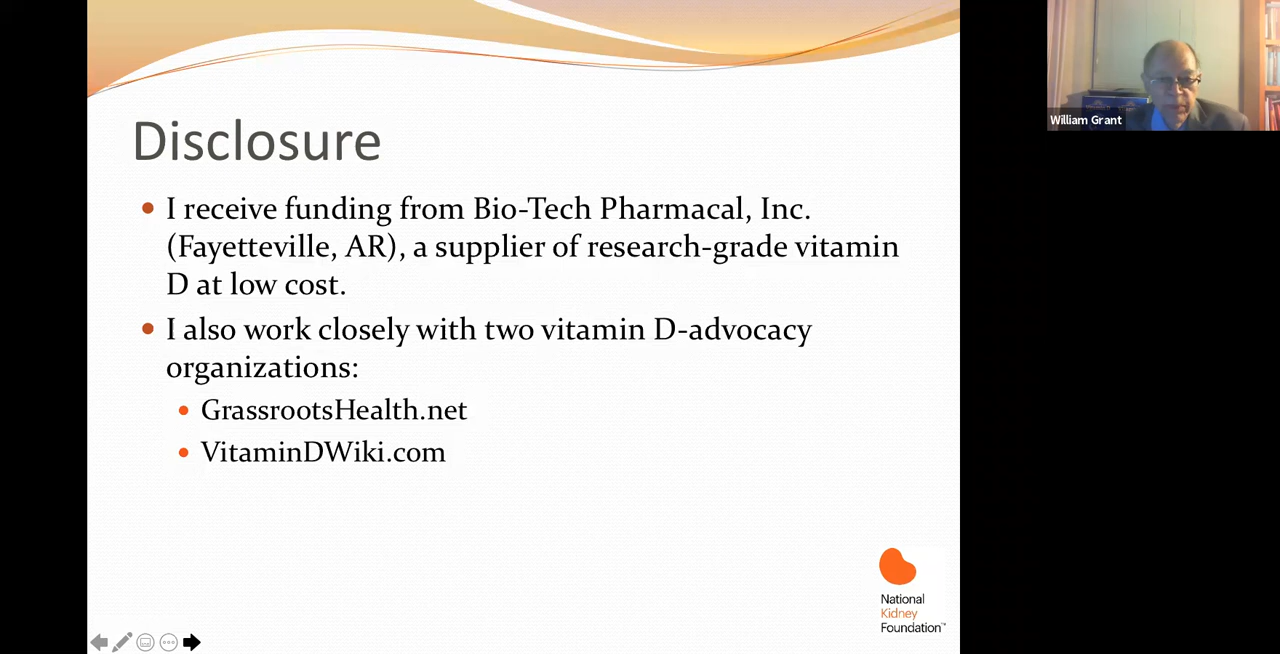 Disclosure
• I receive funding from Bio-Tech Pharmacal, Inc.
(Fayetteville, AR), a supplier of research-grade vitamin
D at low cost.
• I also work closely with two vitamin D-advocacy
organizations:
• GrassrootsHealth.net
• VitaminDWiki.com
National
Kidney
Foundation™
William Grant